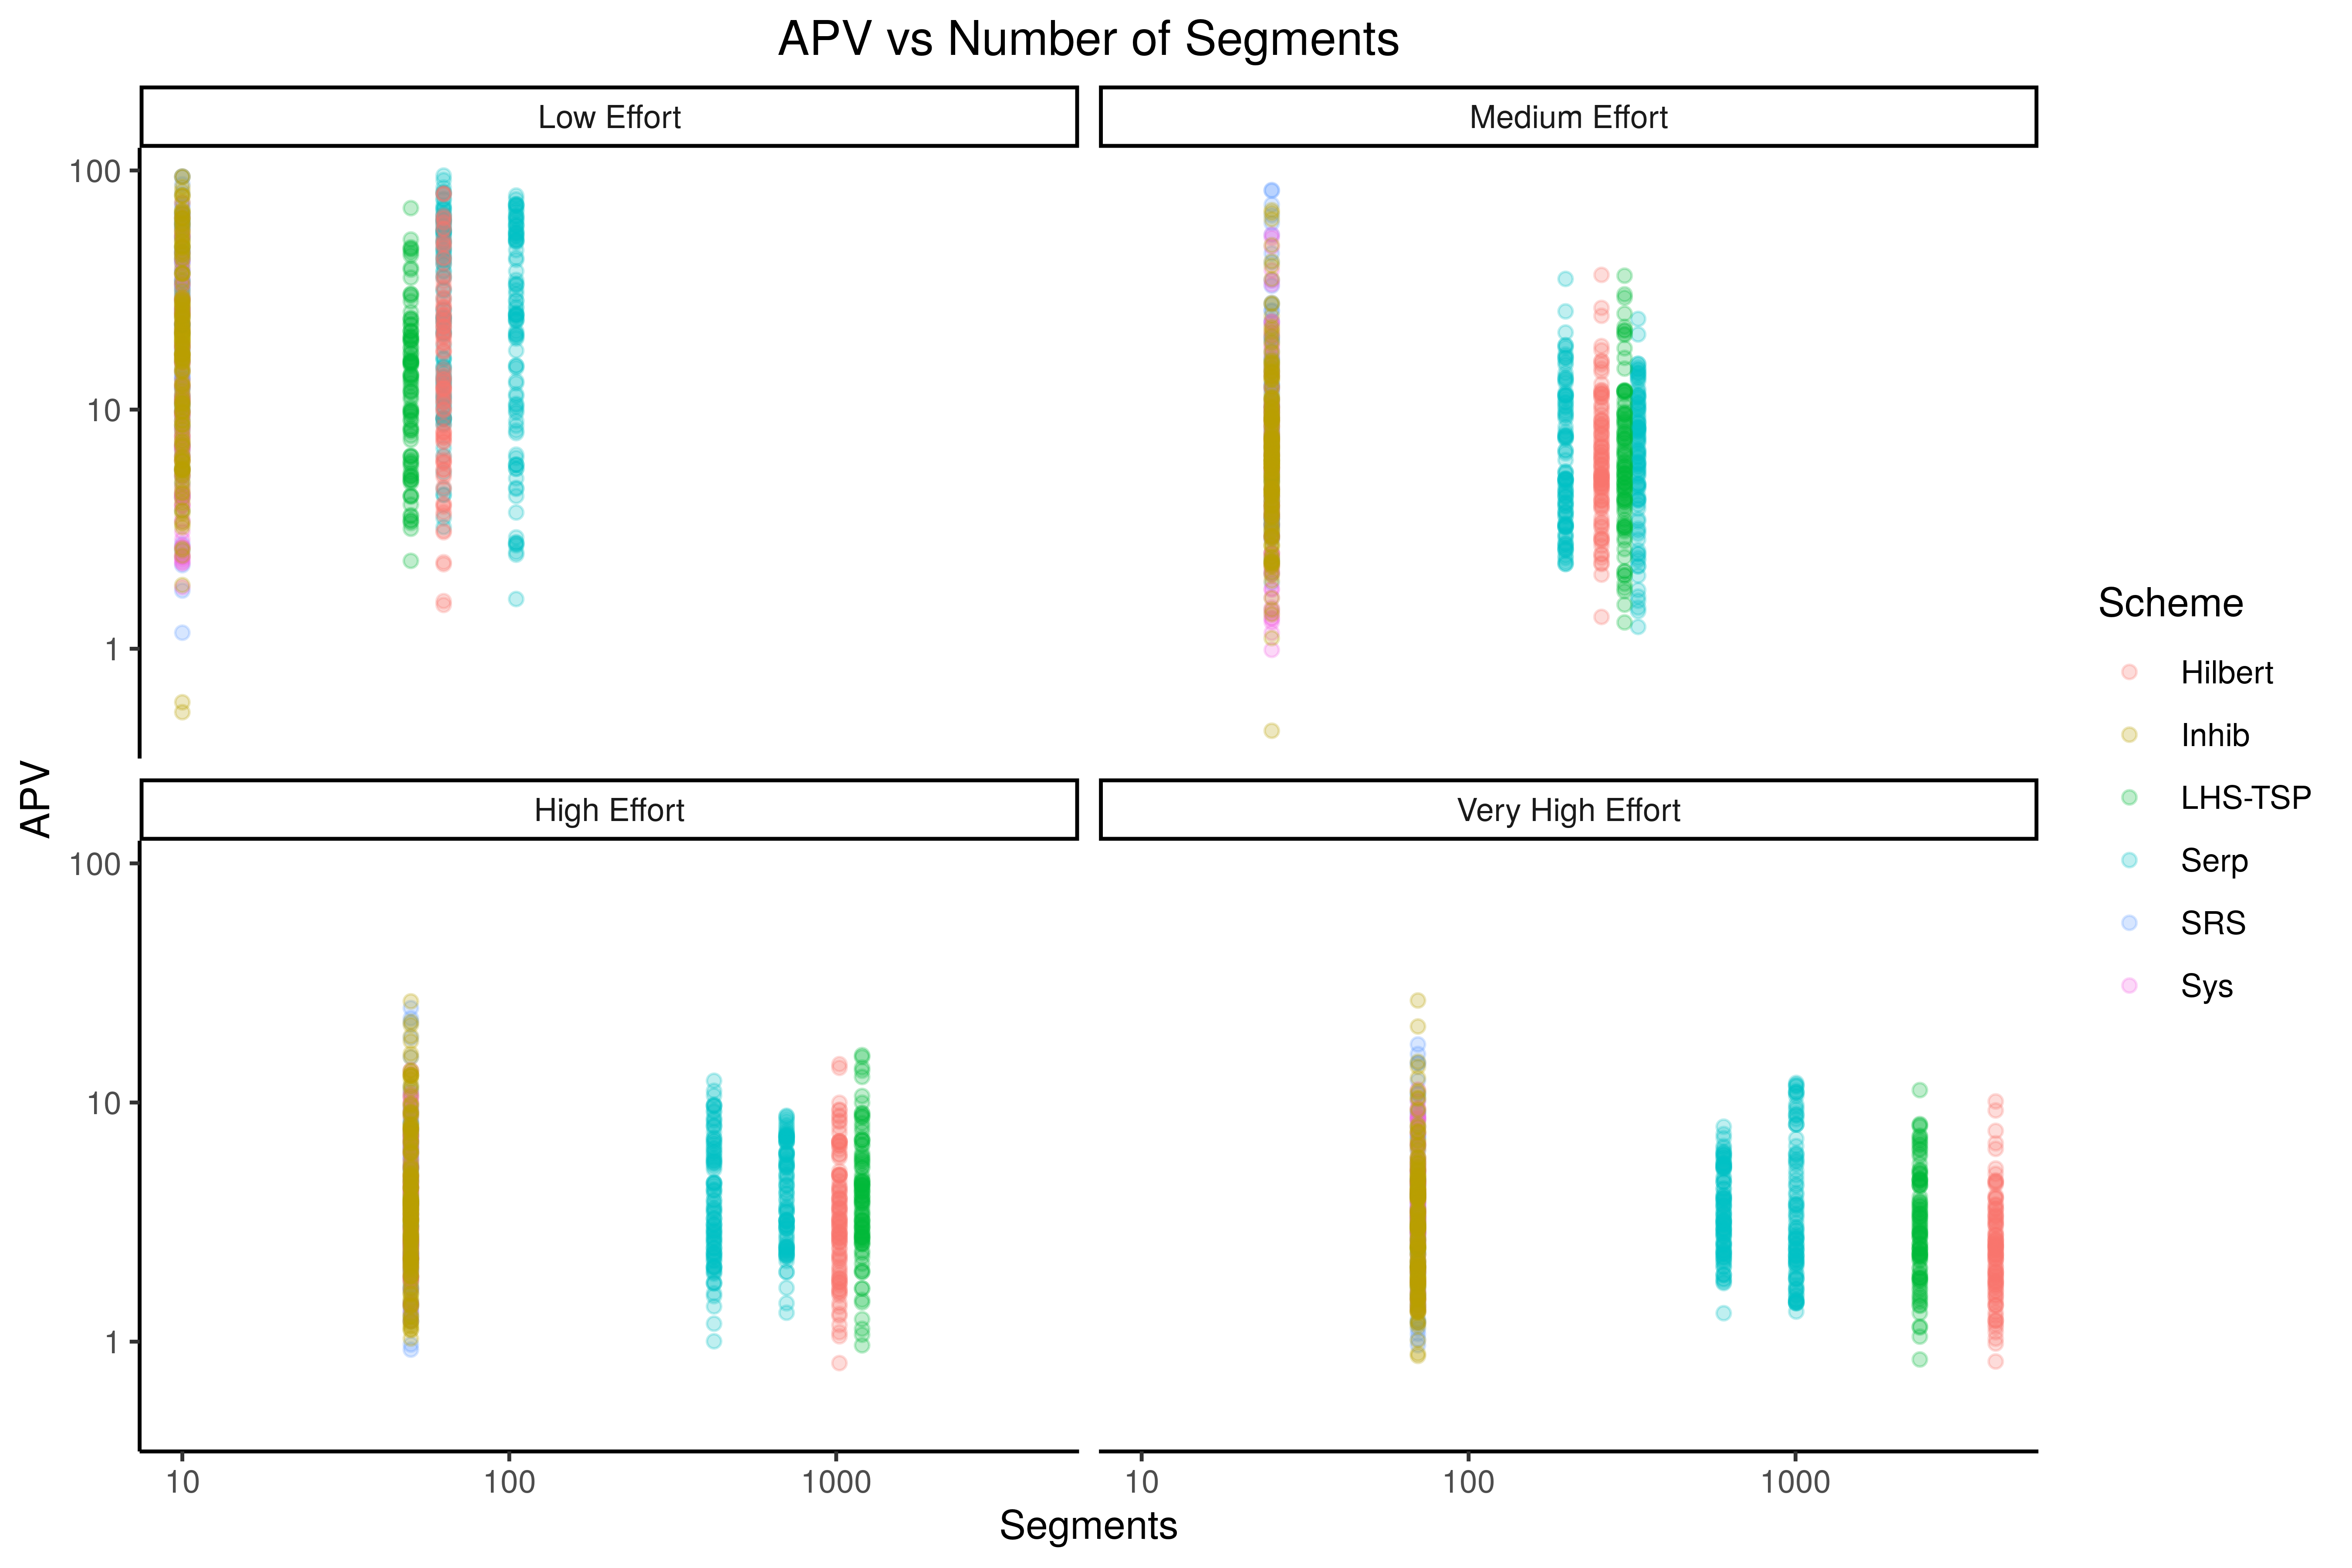 APV vs Number of Segments
Low Effort
Medium Effort
100
10
1
High Effort
Very High Effort
100
10
1
APV
10
100
1000
10
100
1000
Segments
Scheme
Hilbert
Inhib
LHS-TSP
Serp
SRS
Sys